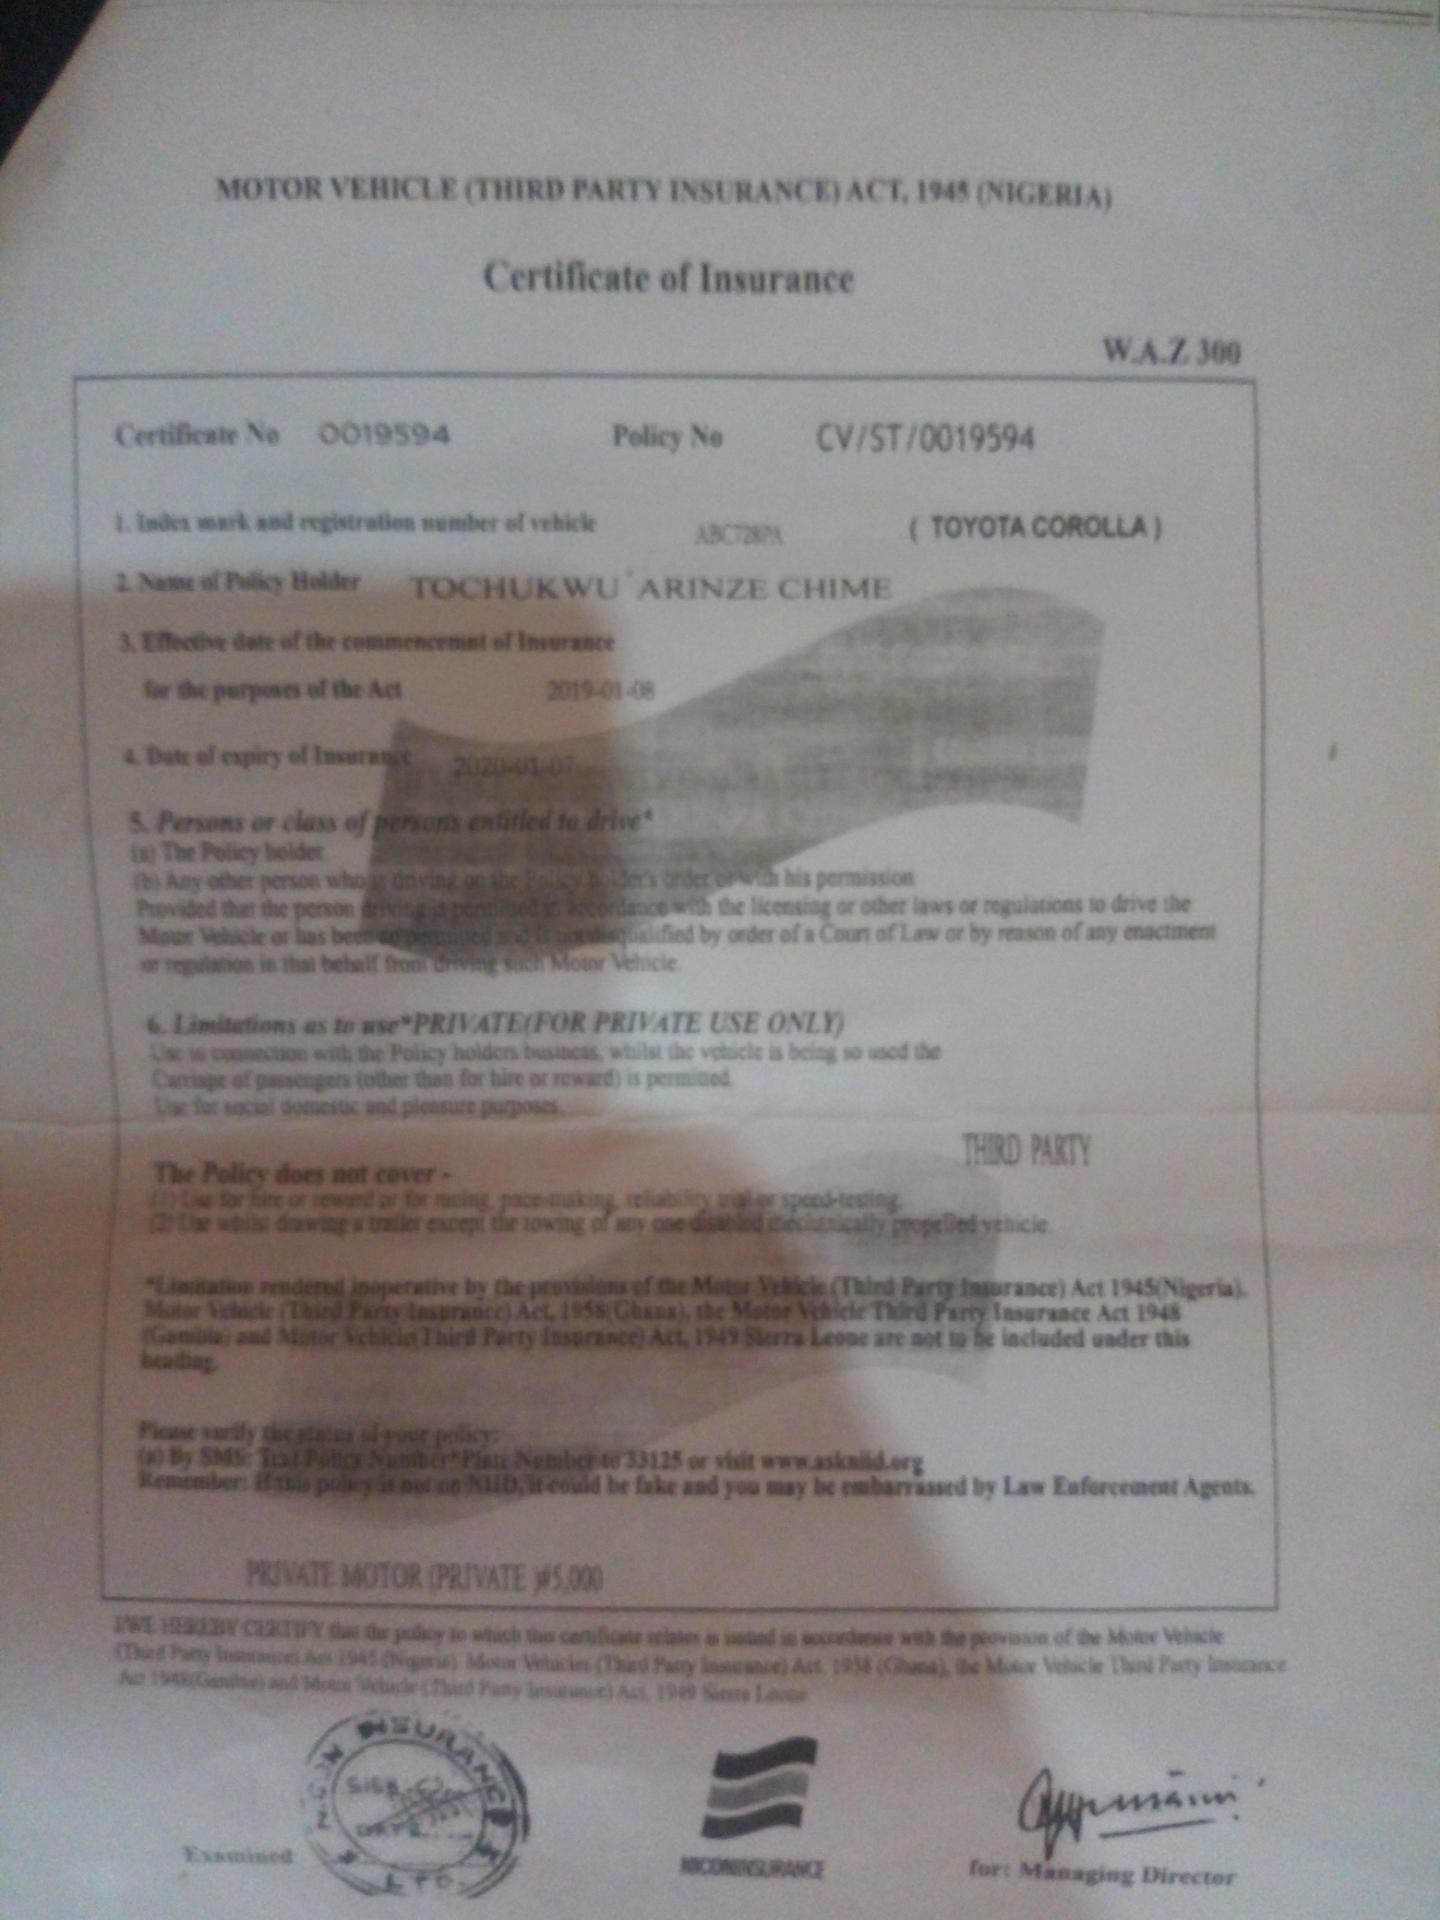 MOTOR VEHICLE (THIRD PARTY INSURANCE) ACT, 1945 (NIGERIA)
Certificate of Insurance
W.A.Z 300
Certificate No 0019594 Policy No CV/ST/0019594
1. Index mark and registration number of vehicle ABC728PA ( TOYOTA COROLLA )
2. Name of Policy Holder TOCHUKWU ARINZE CHIME
3. Effective date of the commencemnt of Insurance
for the purposes of the Act 2019-01-08
4. Date of expiry of Insurance 2020-01-07
5. Persons or class of persons entitled to drive*
(a) The Policy holder.
(b) Any other person who is driving on the Policy holder's order or with his permission
Provided that the person driving is permitted in accordance with the licensing or other laws or regulations to drive the
Motor Vehicle or has been so permitted and is not disqualified by order of a Court of Law or by reason of any enactment
or regulation in that behalf from driving such Motor Vehicle.
6. Limitations as to use*PRIVATE(FOR PRIVATE USE ONLY)
Use in connection with the Policy holders business, whilst the vehicle is being so used the
Carriage of passengers (other than for hire or reward) is permitted.
Use for social domestic and pleasure purposes.
THIRD PARTY
The Policy does not cover -
(1) Use for hire or reward or for racing, pace-making, reliability trial or speed-testing.
(2) Use whilst drawing a trailer except the towing of any one disabled mechanically propelled vehicle.
*Limitation rendered inoperative by the provisions of the Motor Vehicle (Third Party Insurance) Act 1945(Nigeria).
Motor Vehicle (Third Party Insurance) Act, 1958(Ghana), the Motor Vehicle Third Party Insurance Act 1948
(Gambia) and Motor Vehicle(Third Party Insurance) Act, 1949 Sierra Leone are not to be included under this
heading.
Please verify the status of your policy:
(a) By SMS: Text Policy Number*Plate Number to 33125 or visit www.askniid.org
Remember: If this policy is not on NIID, it could be fake and you may be embarrassed by Law Enforcement Agents.
PRIVATE MOTOR (PRIVATE )#5,000
I/WE HEREBY CERTIFY that the policy to which this certificate relates is issued in accordance with the provision of the Motor Vehicle
(Third Party Insurance) Act 1945 (Nigeria). Motor Vehicles (Third Party Insurance) Act. 1958 (Ghana), the Motor Vehicle Third Party Insurance
Act 1948(Gambia) and Motor Vehicle (Third Party Insurance) Act, 1949 Sierra Leone
NICON INSURANCE
SIGN
DATE
LTD.
Examined
NICONINSURANCE
for: Managing Director